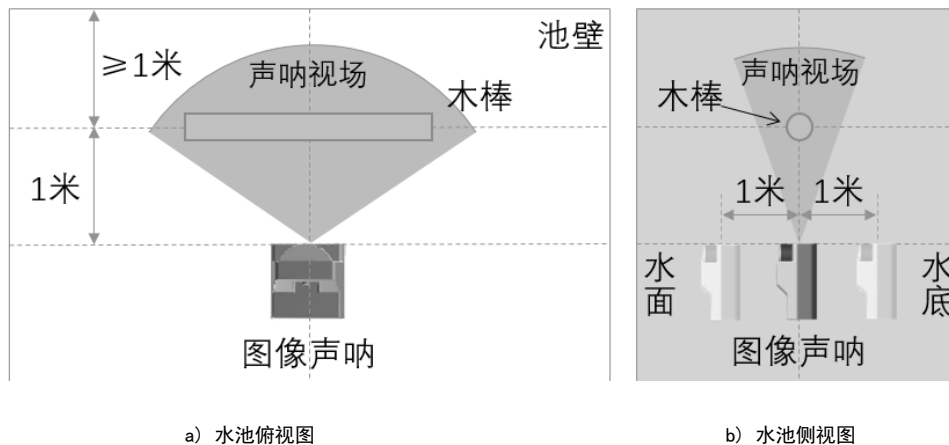 池壁
≥1米
声呐视场
木棒
1米
图像声呐
a）水池俯视图
声呐视场
木棒
1米
1米
水面
水底
图像声呐
b）水池侧视图